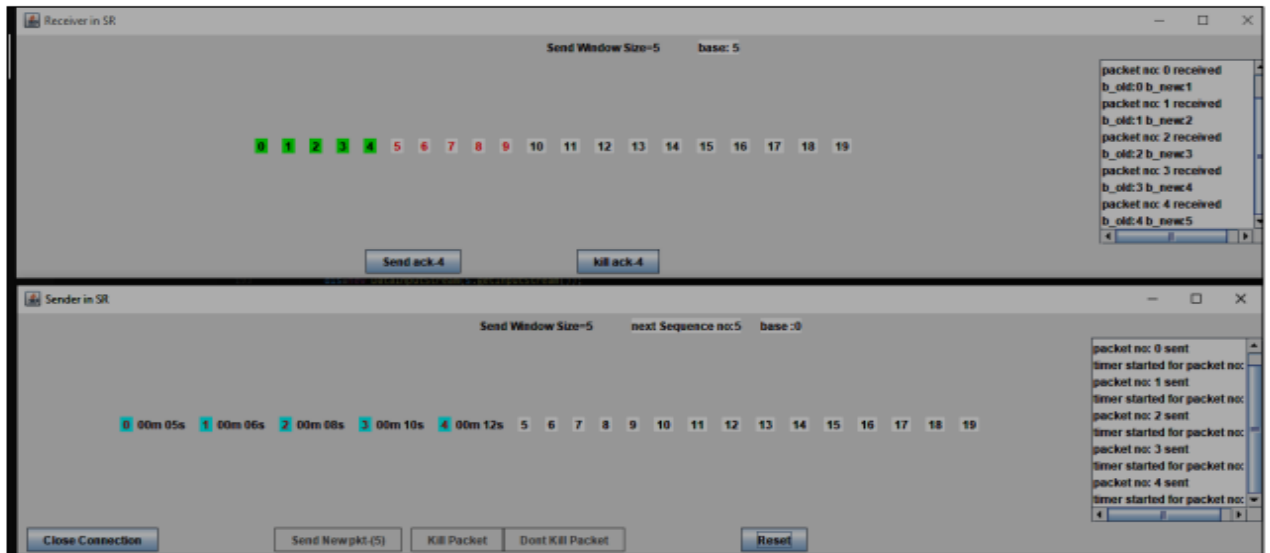 Receiver in SR
Send Window Size=5 base: 5
packet no: 0 received
b_old:0 b_new:1
packet no: 1 received
b_old:1 b_new:2
packet no: 2 received
b_old:2 b_new:3
packet no: 3 received
b_old:3 b_new:4
packet no: 4 received
b_old:4 b_new:5
0 1 2 3 4 5 6 7 8 9 10 11 12 13 14 15 16 17 18 19
Send ack-4 kill ack-4
Sender in SR
Send Window Size=5 next Sequence no:5 base :0
packet no: 0 sent
timer started for packet no:
packet no: 1 sent
timer started for packet no:
packet no: 2 sent
timer started for packet no:
packet no: 3 sent
timer started for packet no:
packet no: 4 sent
timer started for packet no:
0 00m 05s 1 00m 06s 2 00m 08s 3 00m 10s 4 00m 12s 5 6 7 8 9 10 11 12 13 14 15 16 17 18 19
Close Connection Send New pkt-(5) Kill Packet Dont Kill Packet Reset